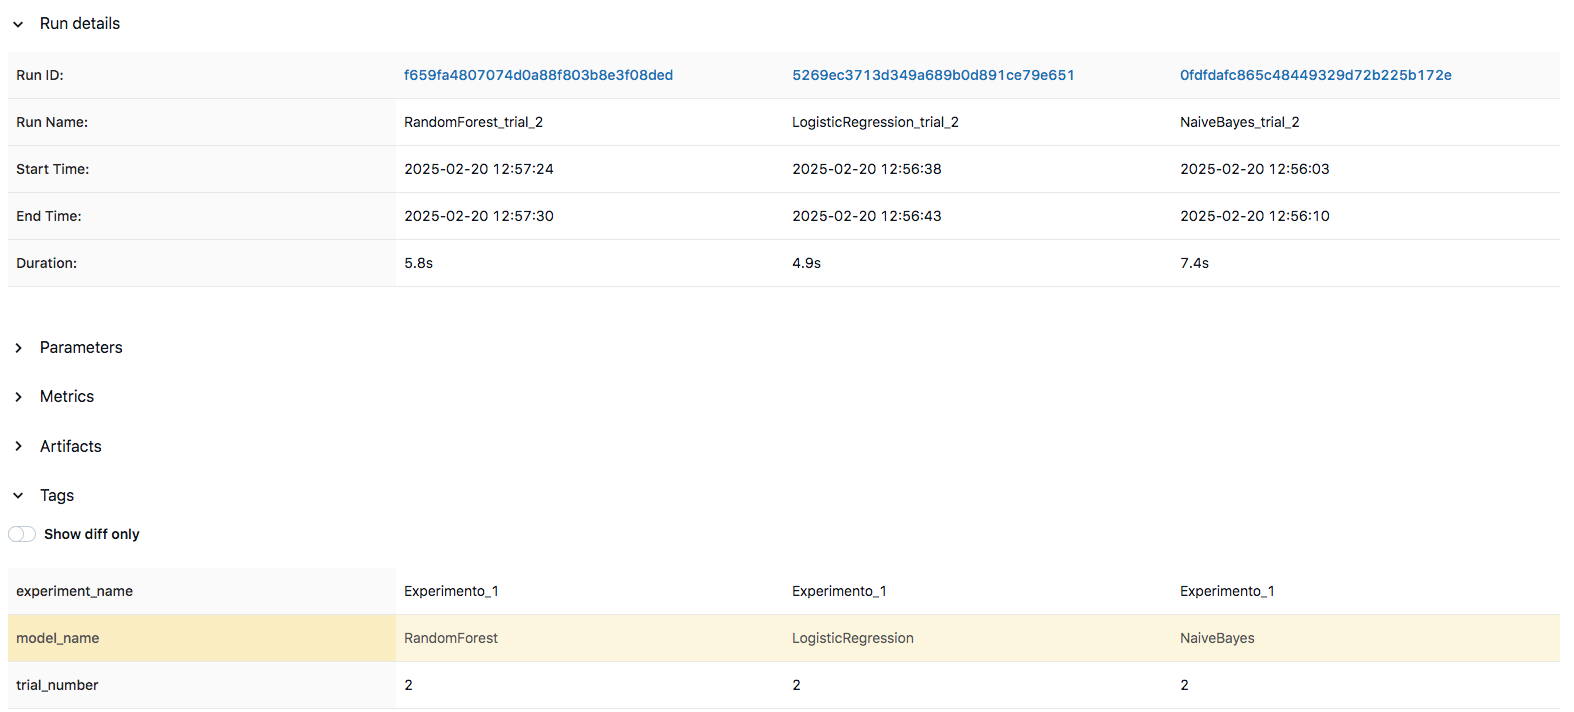 Run details
Run ID: f659fa4807074d0a88f803b8e3f08ded 5269ec3713d349a689b0d891ce79e651 0fdfdafc865c48449329d72b225b172e
Run Name: RandomForest_trial_2 LogisticRegression_trial_2 NaiveBayes_trial_2
Start Time: 2025-02-20 12:57:24 2025-02-20 12:56:38 2025-02-20 12:56:03
End Time: 2025-02-20 12:57:30 2025-02-20 12:56:43 2025-02-20 12:56:10
Duration: 5.8s 4.9s 7.4s
Parameters
Metrics
Artifacts
Tags
Show diff only
experiment_name Experimento_1 Experimento_1 Experimento_1
model_name RandomForest LogisticRegression NaiveBayes
trial_number 2 2 2